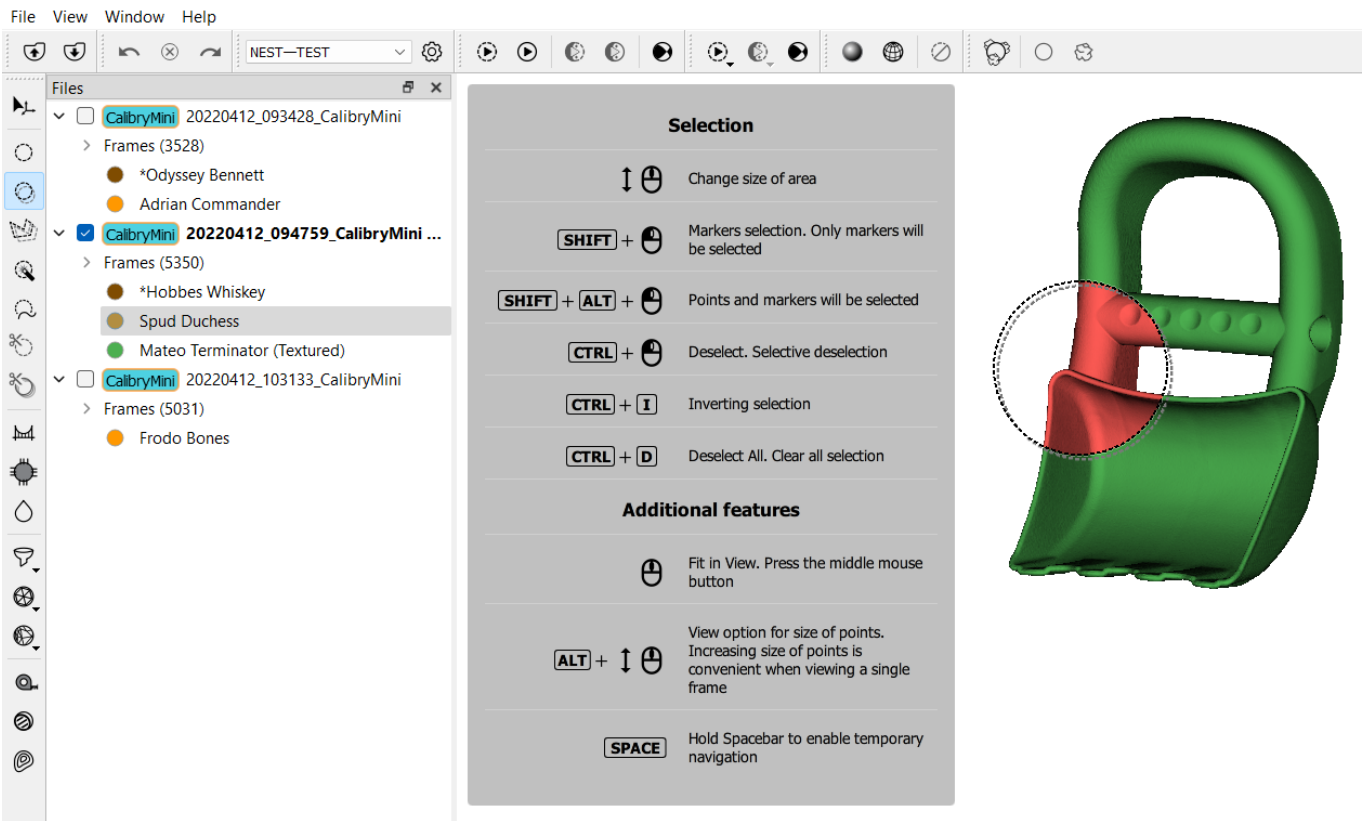 File View Window Help
NEST—TEST
Files
CalibryMini 20220412_093428_CalibryMini
Frames (3528)
*Odyssey Bennett
Adrian Commander
CalibryMini 20220412_094759_CalibryMini ...
Frames (5350)
*Hobbes Whiskey
Spud Duchess
Mateo Terminator (Textured)
CalibryMini 20220412_103133_CalibryMini
Frames (5031)
Frodo Bones
Selection
Change size of area
SHIFT + Markers selection. Only markers will
be selected
SHIFT + ALT + Points and markers will be selected
CTRL + Deselect. Selective deselection
CTRL + I Inverting selection
CTRL + D Deselect All. Clear all selection
Additional features
Fit in View. Press the middle mouse
button
ALT + View option for size of points.
Increasing size of points is
convenient when viewing a single
frame
SPACE Hold Spacebar to enable temporary
navigation